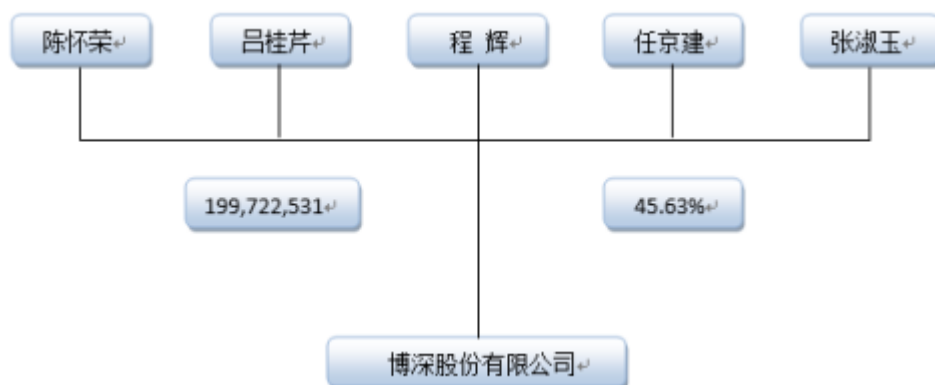 陈怀荣
吕桂芹
程 辉
任京建
张淑玉
199,722,531
45.63%
博深股份有限公司